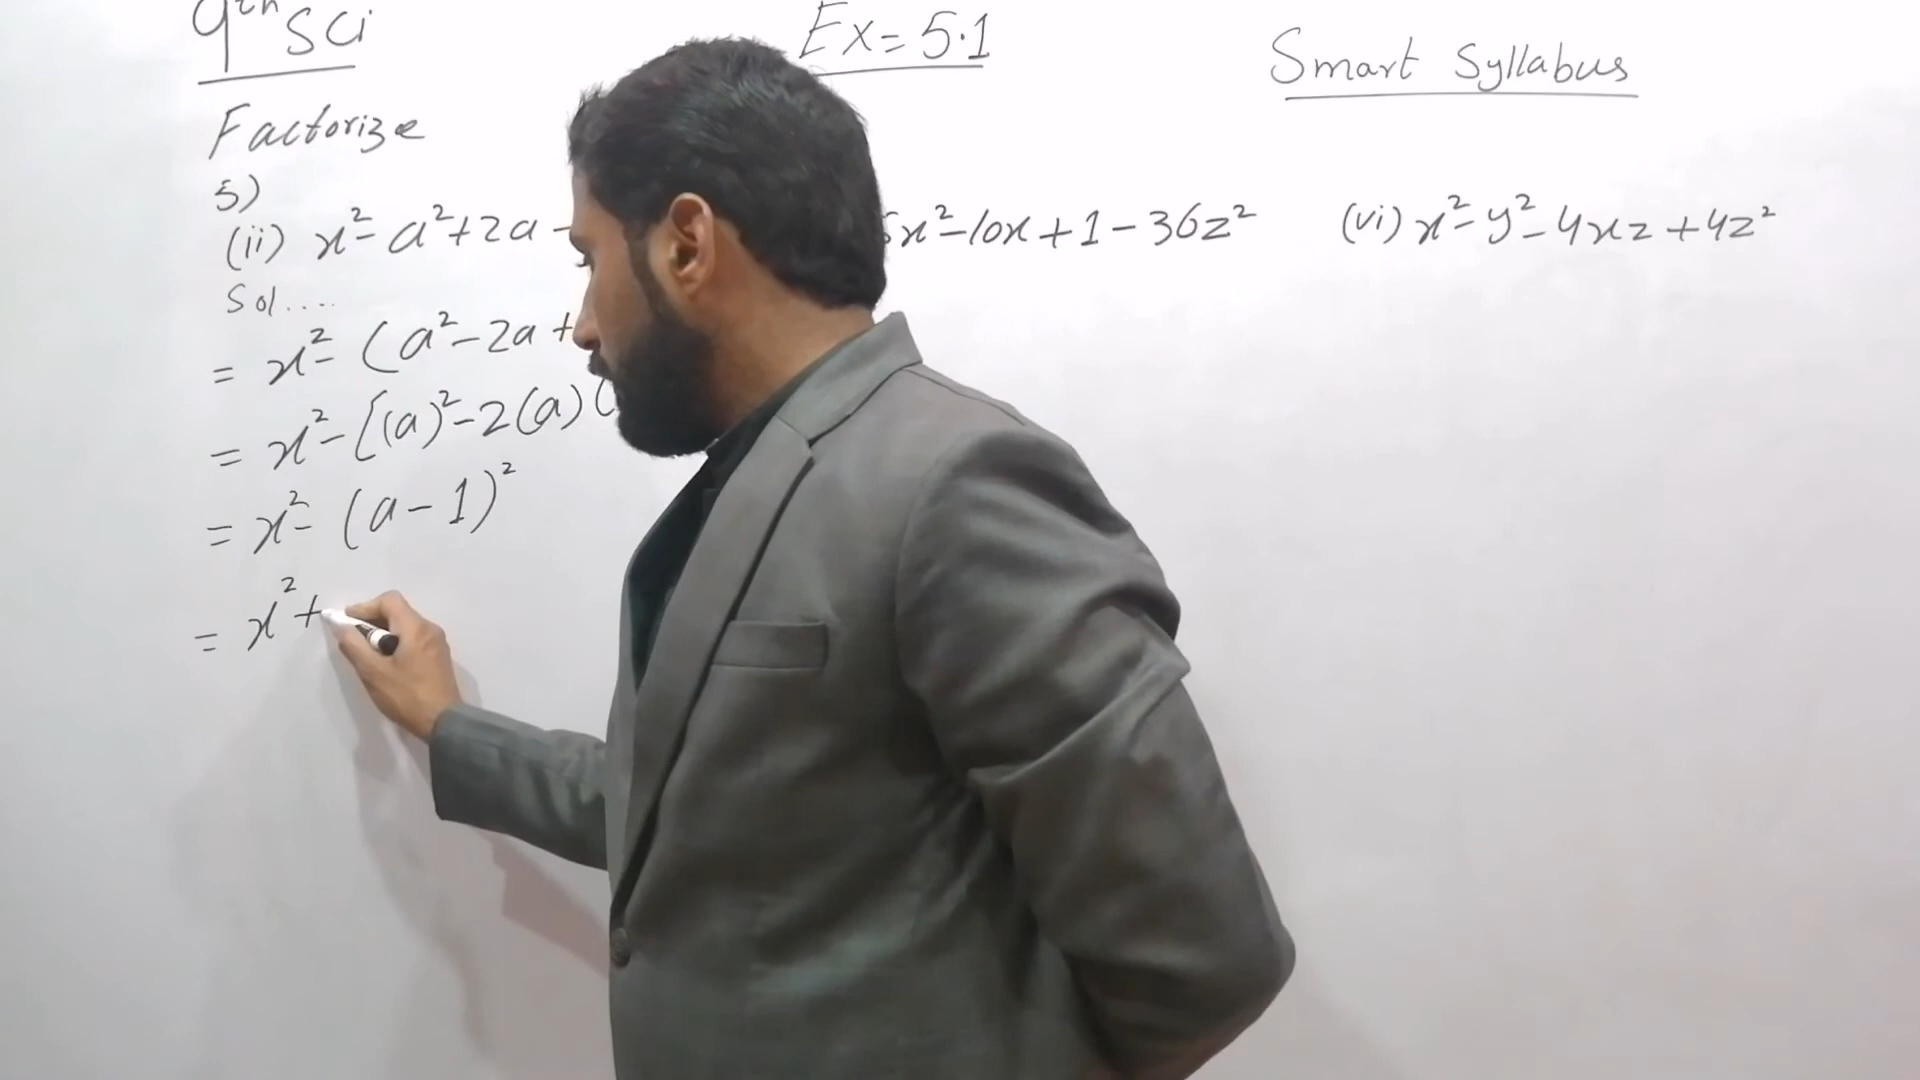 9th Sci
Ex = 5.1
Smart Syllabus
Factorize
5)
(ii) x² - a² + 2a -
x² - 10x + 1 - 36z²
(vi) x² - y² - 4xz + 4z²
Sol....
= x² - (a² - 2a +
= x² - [(a)² - 2(a)(
= x² - (a - 1)²
= x² +